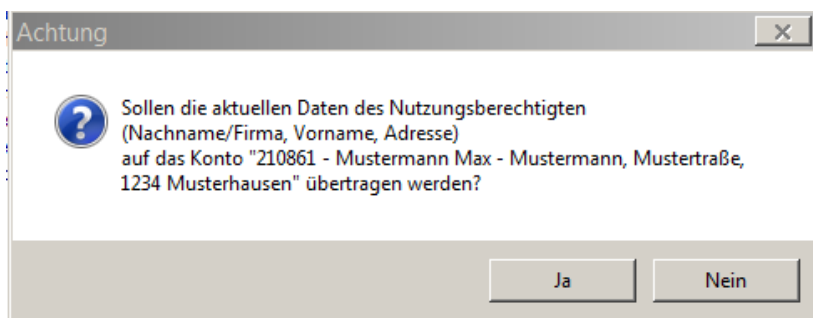 Achtung
Sollen die aktuellen Daten des Nutzungsberechtigten
(Nachname/Firma, Vorname, Adresse)
auf das Konto "210861 - Mustermann Max - Mustermann, Mustertraße,
1234 Musterhausen" übertragen werden?
Ja
Nein